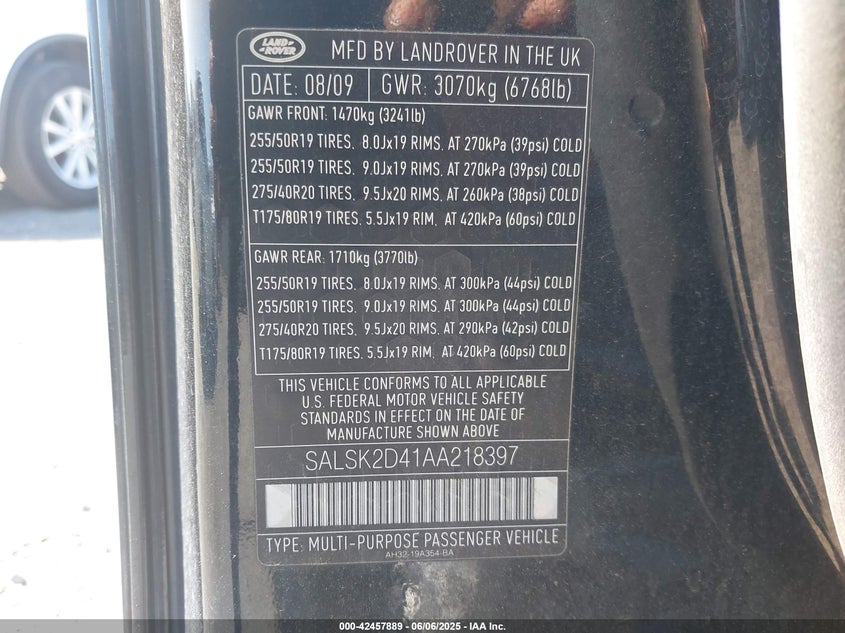 LAND ROVER
MFD BY LANDROVER IN THE UK
DATE: 08/09 GWR: 3070kg (6768lb)
GAWR FRONT: 1470kg (3241lb)
255/50R19 TIRES, 8.0Jx19 RIMS, AT 270kPa (39psi) COLD
255/50R19 TIRES, 9.0Jx19 RIMS, AT 270kPa (39psi) COLD
275/40R20 TIRES, 9.5Jx20 RIMS, AT 260kPa (38psi) COLD
T175/80R19 TIRES, 5.5Jx19 RIM, AT 420kPa (60psi) COLD
GAWR REAR: 1710kg (3770lb)
255/50R19 TIRES, 8.0Jx19 RIMS, AT 300kPa (44psi) COLD
255/50R19 TIRES, 9.0Jx19 RIMS, AT 300kPa (44psi) COLD
275/40R20 TIRES, 9.5Jx20 RIMS, AT 290kPa (42psi) COLD
T175/80R19 TIRES, 5.5Jx19 RIM, AT 420kPa (60psi) COLD
THIS VEHICLE CONFORMS TO ALL APPLICABLE
U.S. FEDERAL MOTOR VEHICLE SAFETY
STANDARDS IN EFFECT ON THE DATE OF
MANUFACTURE SHOWN ABOVE
SALSK2D41AA218397
TYPE: MULTI-PURPOSE PASSENGER VEHICLE
AH32-19A354-BA
000-42457889 - 06/06/2025 - IAA Inc.